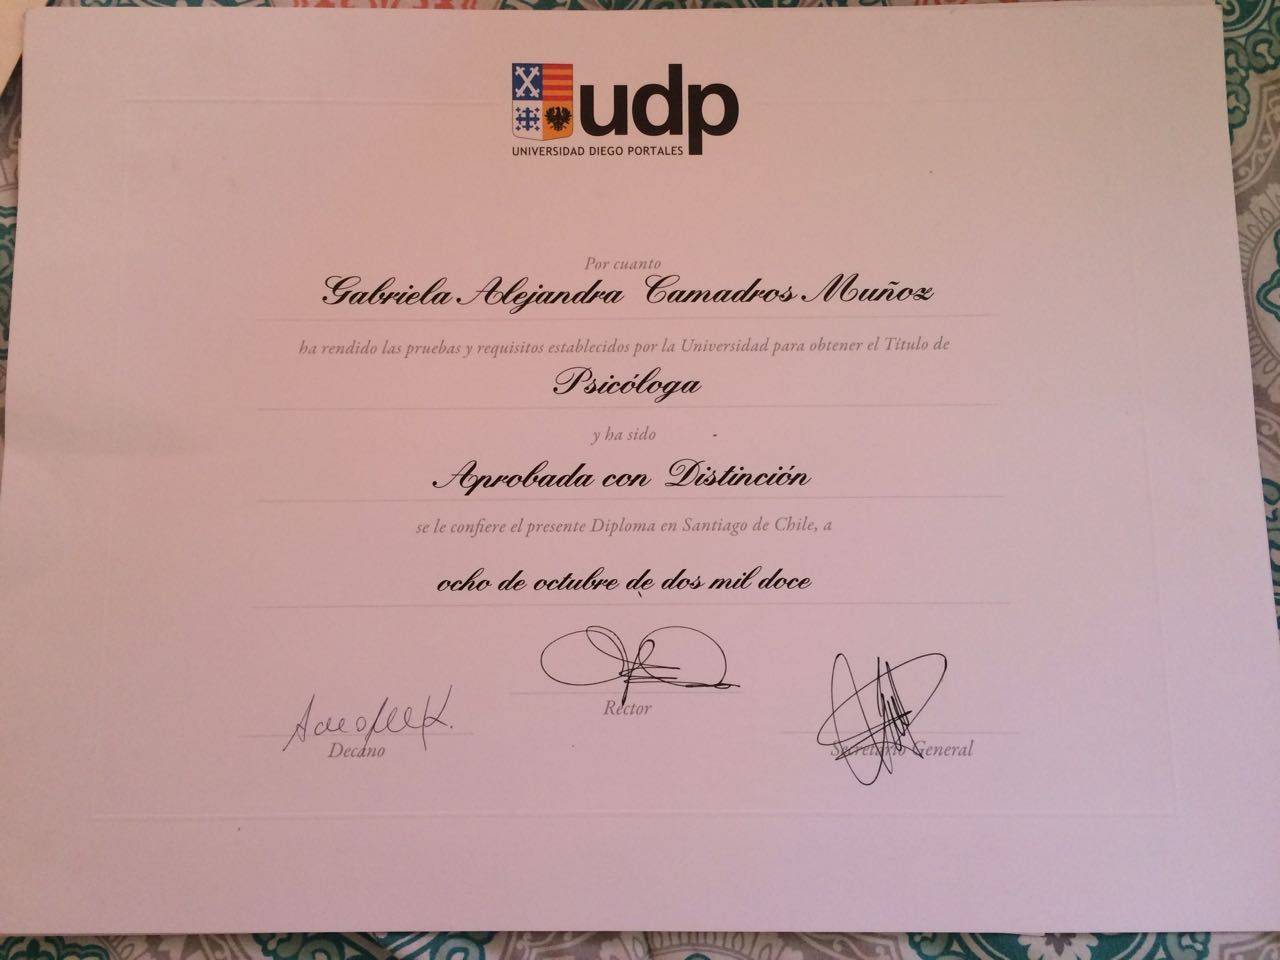 udp
UNIVERSIDAD DIEGO PORTALES
Por cuanto
Gabriela Alejandra Camadros Muñoz
ha rendido las pruebas y requisitos establecidos por la Universidad para obtener el Título de
Psicóloga
y ha sido
Aprobada con Distinción
se le confiere el presente Diploma en Santiago de Chile, a
ocho de octubre de dos mil doce
Rector
Decano
Secretario General